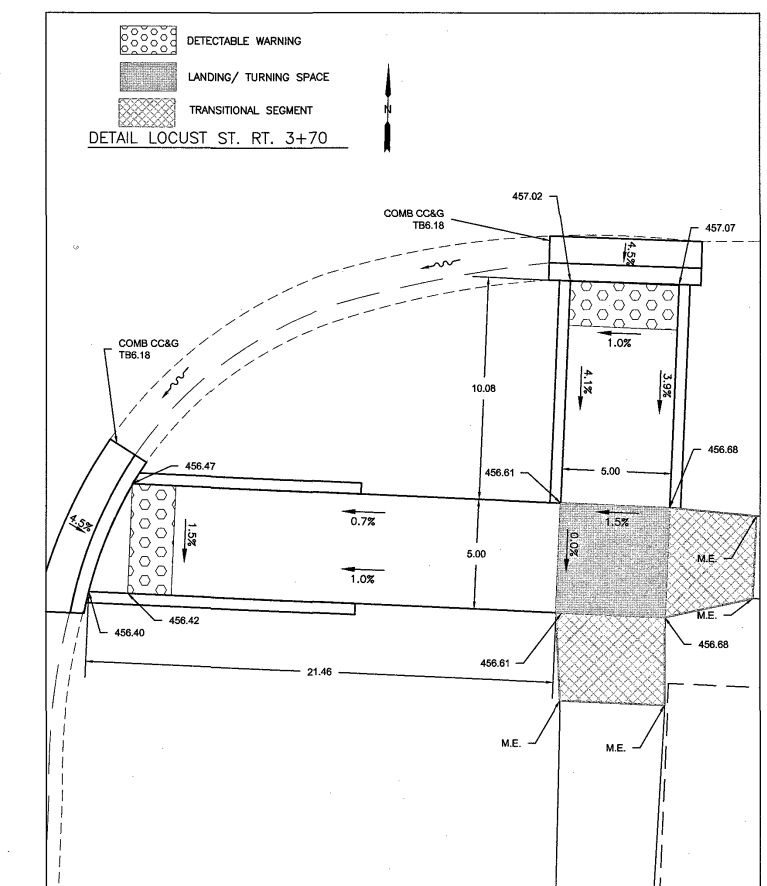 DETECTABLE WARNING
LANDING/ TURNING SPACE
TRANSITIONAL SEGMENT
DETAIL LOCUST ST. RT. 3+70
N
457.02
COMB CC&G
TB6.18
457.07
4.5%
1.0%
COMB CC&G
TB6.18
4.1%
3.9%
10.08
456.47
456.61
5.00
456.68
4.5%
1.5%
0.7%
1.5%
0.0%
5.00
M.E.
1.0%
M.E.
456.42
456.40
456.61
456.68
21.46
M.E.
M.E.